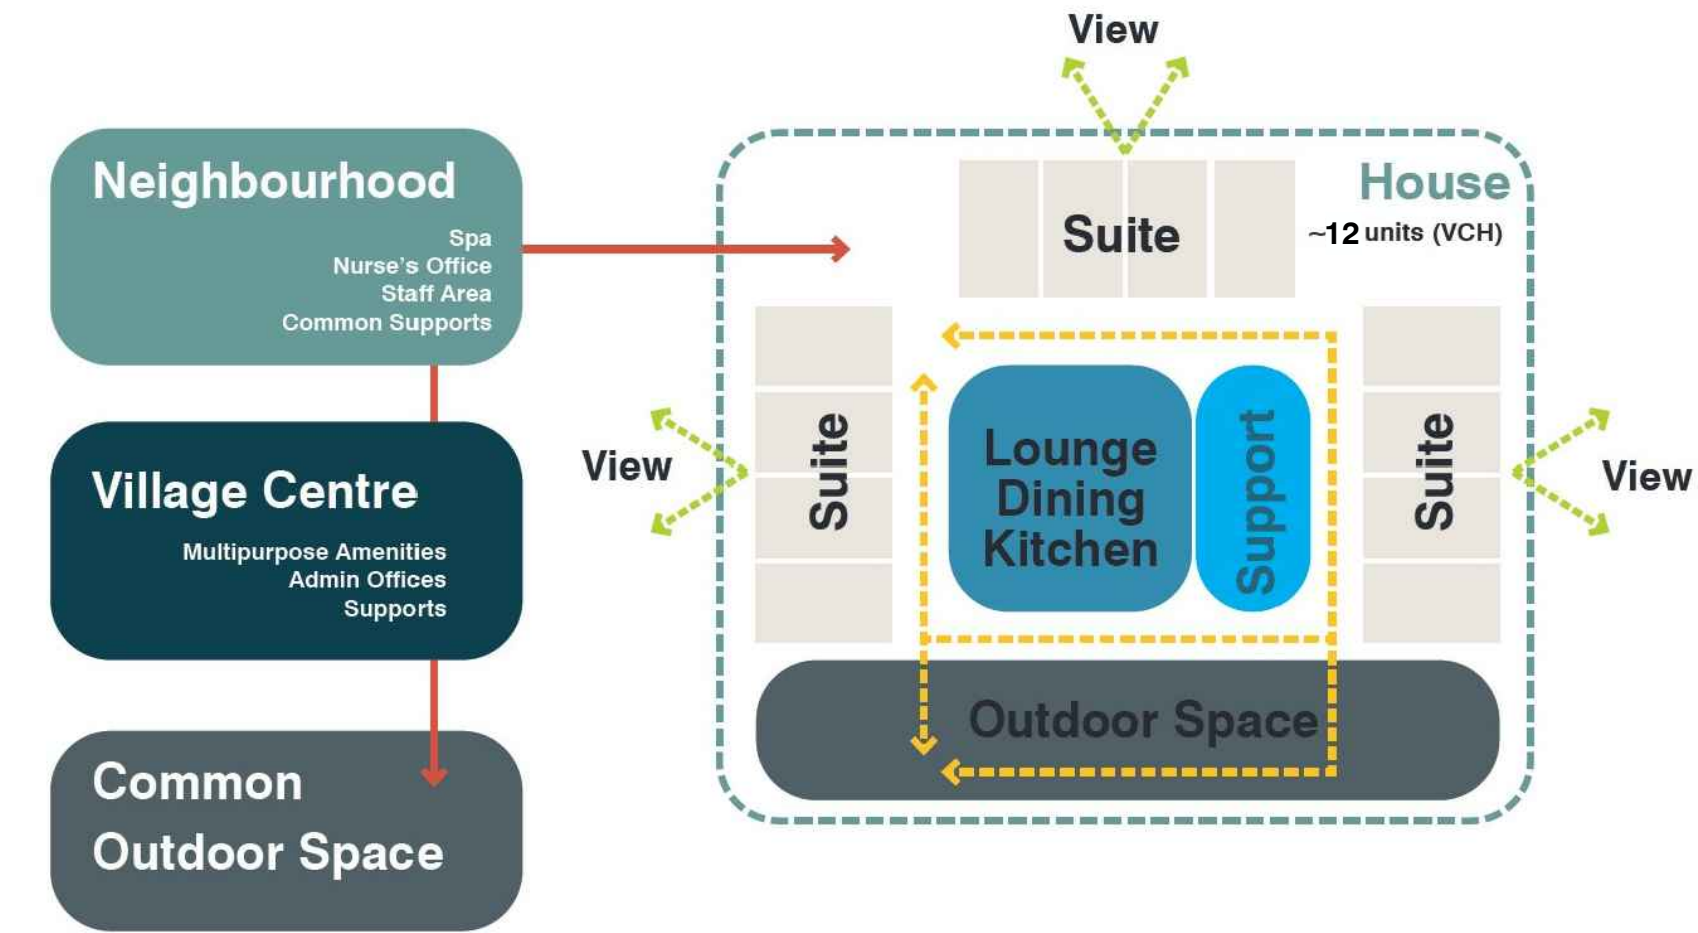 View
Neighbourhood
Spa
Nurse's Office
Staff Area
Common Supports
House
~12 units (VCH)
Suite
Village Centre
Multipurpose Amenities
Admin Offices
Supports
View
Suite
Lounge
Dining
Kitchen
Support
Suite
View
Outdoor Space
Common
Outdoor Space